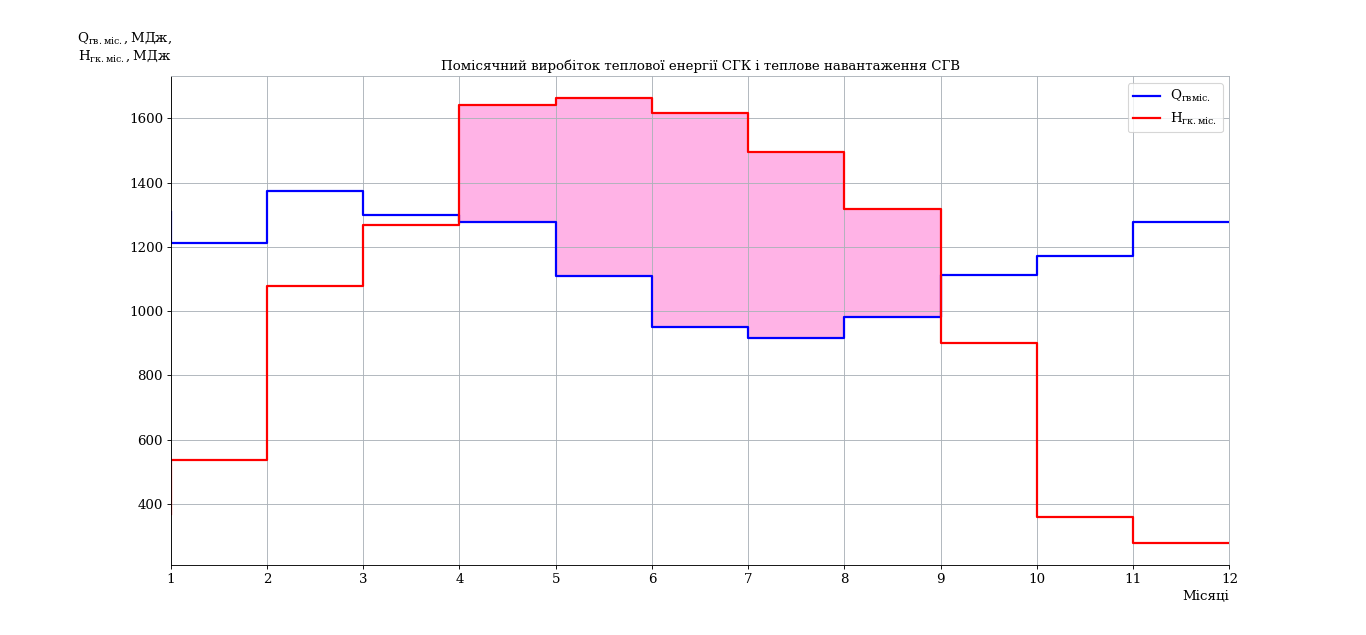 Qгв. міс., МДж,
Hгк. міс., МДж
Помісячний виробіток теплової енергії СГК і теплове навантаження СГВ
Qгвміс.
Hгк. міс.
1600
1400
1200
1000
800
600
400
1 2 3 4 5 6 7 8 9 10 11 12
Місяці